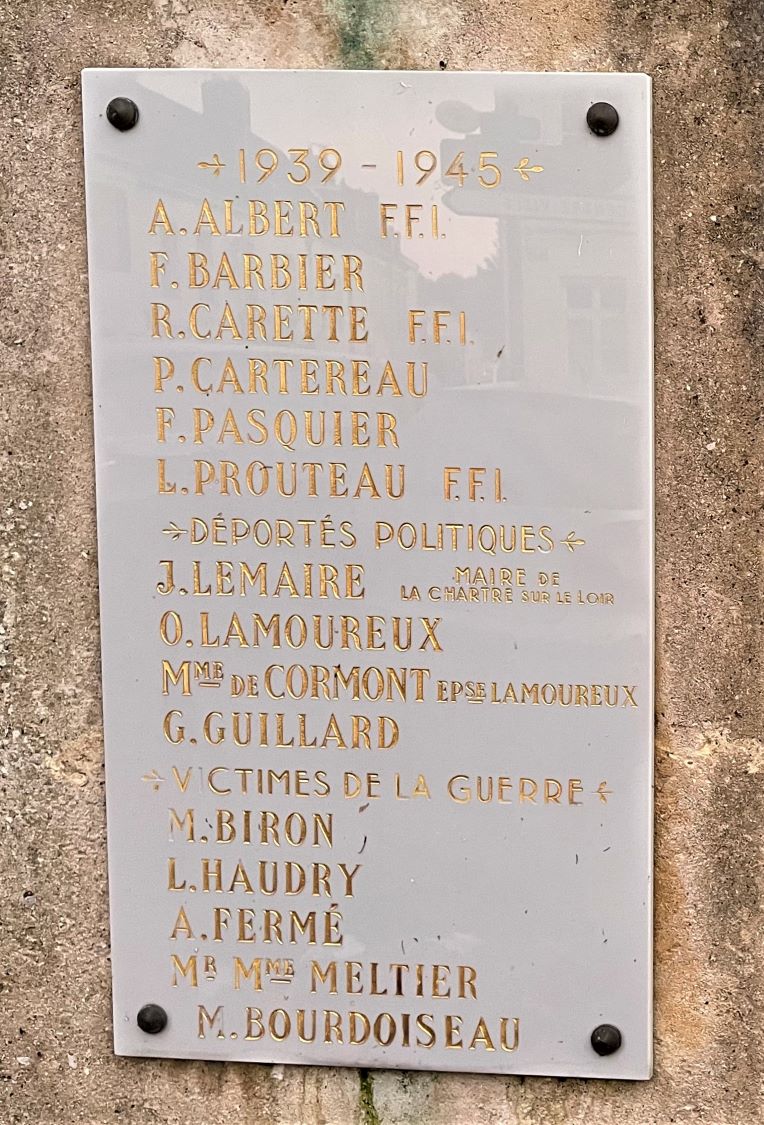 1939 - 1945
A. ALBERT F.F.I.
F. BARBIER
R. CARETTE F.F.I.
P. CARTEREAU
F. PASQUIER
L. PROUTEAU F.F.I.
DÉPORTÉS POLITIQUES
J. LEMAIRE MAIRE DE
LA CHARTRE SUR LE LOIR
O. LAMOUREUX
MME DE CORMONT EPSE LAMOUREUX
G. GUILLARD
VICTIMES DE LA GUERRE
M. BIRON
L. HAUDRY
A. FERMÉ
MR MME MELTIER
M. BOURDOISEAU